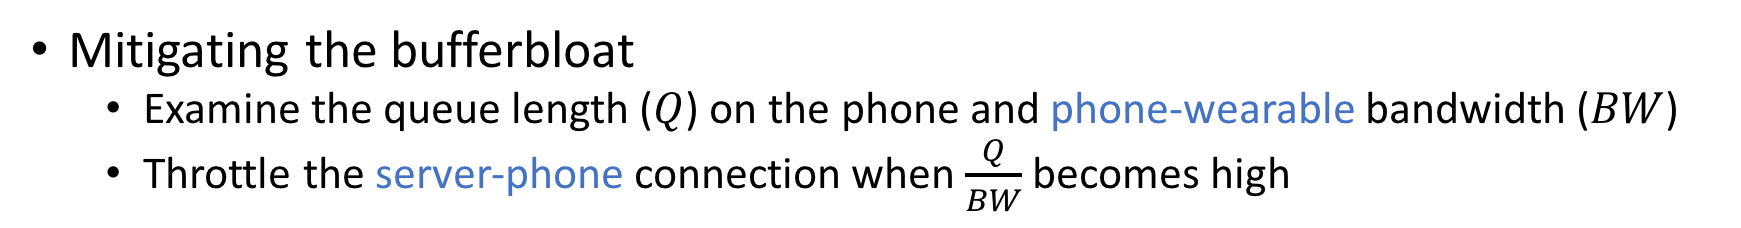 • Mitigating the bufferbloat
• Examine the queue length (Q) on the phone and phone-wearable bandwidth (BW)
• Throttle the server-phone connection when Q/BW becomes high